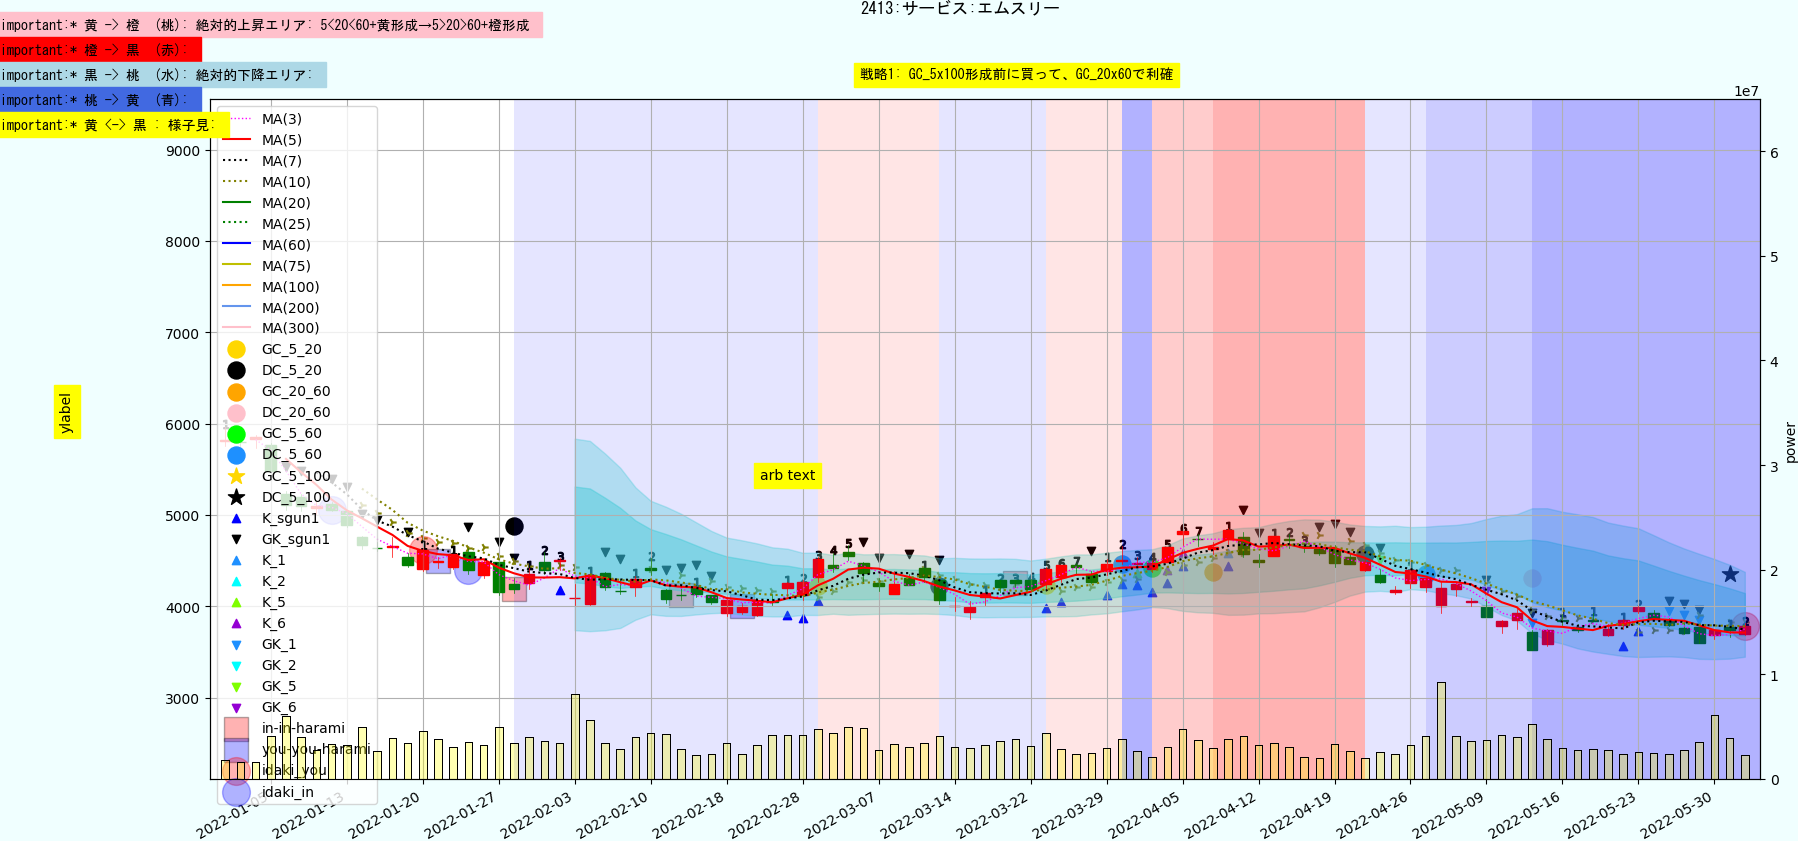 2413:サービス:エムスリー
important:* 黄 -> 橙 (桃): 絶対的上昇エリア: 5<20<60+黄形成→5>20>60+橙形成
important:* 橙 -> 黒 (赤):
important:* 黒 -> 桃 (水): 絶対的下降エリア:
戦略1: GC_5x100形成前に買って、GC_20x60で利確
important:* 桃 -> 黄 (青):
important:* 黄 <-> 黒 : 様子見:
1e7
MA(3)
MA(5)
MA(7)
MA(10)
MA(20)
MA(25)
MA(60)
MA(75)
MA(100)
MA(200)
MA(300)
GC_5_20
DC_5_20
GC_20_60
DC_20_60
GC_5_60
DC_5_60
GC_5_100
DC_5_100
K_sgun1
GK_sgun1
K_1
K_2
K_5
K_6
GK_1
GK_2
GK_5
GK_6
in-in-harami
you-you-harami
idaki_you
idaki_in
9000
8000
7000
6000
5000
4000
3000
ylabel
arb text
6
5
4
3
2
1
0
power
2022-01-05
2022-01-13
2022-01-20
2022-01-27
2022-02-03
2022-02-10
2022-02-18
2022-02-28
2022-03-07
2022-03-14
2022-03-22
2022-03-29
2022-04-05
2022-04-12
2022-04-19
2022-04-26
2022-05-09
2022-05-16
2022-05-23
2022-05-30